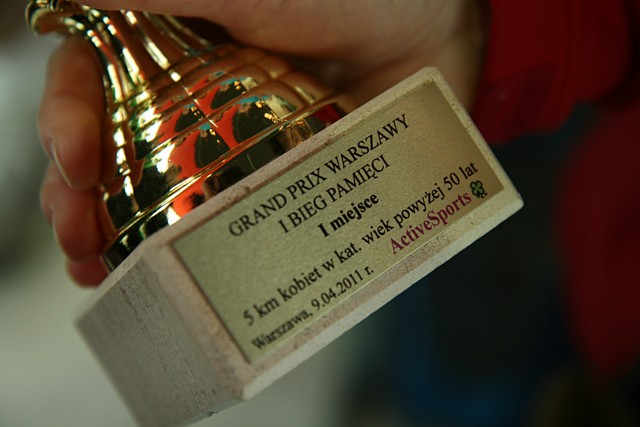 GRAND PRIX WARSZAWY
I BIEG PAMIĘCI
I miejsce
5 km kobiet w kat. wiek powyżej 50 lat
Warszawa, 9.04.2011 r.
ActiveSports